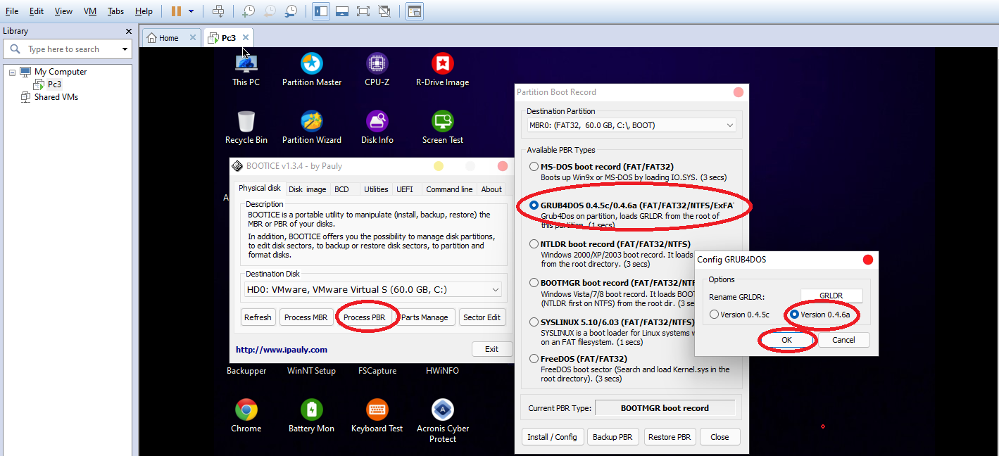 File Edit View VM Tabs Help
Library
Type here to search
My Computer
Pc3
Shared VMs
Home
Pc3
This PC
Partition Master
CPU-Z
R-Drive Image
Recycle Bin
Partition Wizard
Disk Info
Screen Test
A
BOOTICE v1.3.4 - by Pauly
Physical disk Disk image BCD Utilities UEFI Command line About
Description
BOOTICE is a portable utility to manipulate (install, backup, restore) the
MBR or PBR of your disks.
In addition, BOOTICE offers you the possibility to manage disk partitions,
to edit disk sectors, to backup or restore disk sectors, to partition and
format disks.
Destination Disk
HD0: VMware, VMware Virtual S (60.0 GB, C:)
Refresh
Process MBR
Process PBR
Parts Manage
Sector Edit
http://www.ipauly.com
Exit
Backupper
WinNT Setup
FSCapture
HWiNFO
Chrome
Battery Mon
Keyboard Test
Acronis Cyber
Protect
Partition Boot Record
Destination Partition
MBR0: (FAT32, 60.0 GB, C:\, BOOT)
Available PBR Types
MS-DOS boot record (FAT/FAT32)
Boots up Win9x or MS-DOS by loading IO.SYS. (3 secs)
GRUB4DOS 0.4.5c/0.4.6a (FAT/FAT32/NTFS/ExFA
Grub4Dos on partition, loads GRLDR from the root of
this partition. (1 secs)
NTLDR boot record (FAT/FAT32/NTFS)
Windows 2000/XP/2003 boot record. It loads
from the root directory. (3 secs)
BOOTMGR boot record (FAT/FAT32/NTF
Windows Vista/7/8 boot record. It loads BOOT
(NTLDR first on NTFS) from the root dir. (3 se
SYSLINUX 5.10/6.03 (FAT/FAT32/NTFS)
SYSLINUX is a boot loader for Linux systems w
on an FAT filesystem. (1 secs)
FreeDOS (FAT/FAT32)
FreeDOS boot sector (Search and load Kernel.sys in the
root directory). (3 secs)
Current PBR Type:
BOOTMGR boot record
Install / Config
Backup PBR
Restore PBR
Close
Config GRUB4DOS
Options
Rename GRLDR:
GRLDR
Version 0.4.5c
Version 0.4.6a
OK
Cancel